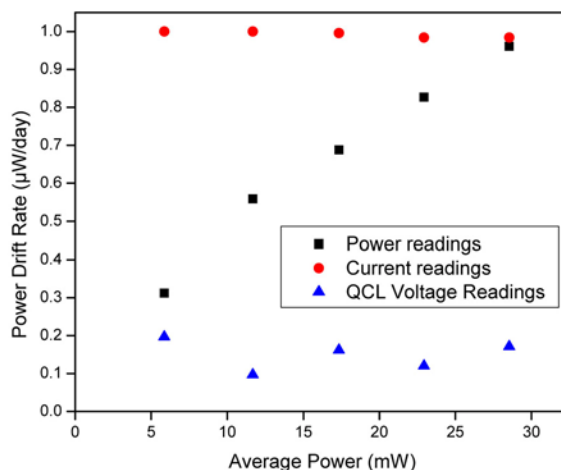 1.0
0.9
0.8
0.7
0.6
0.5
0.4
0.3
0.2
0.1
0.0
Power Drift Rate (µW/day)
Power readings
Current readings
QCL Voltage Readings
0 5 10 15 20 25 30
Average Power (mW)